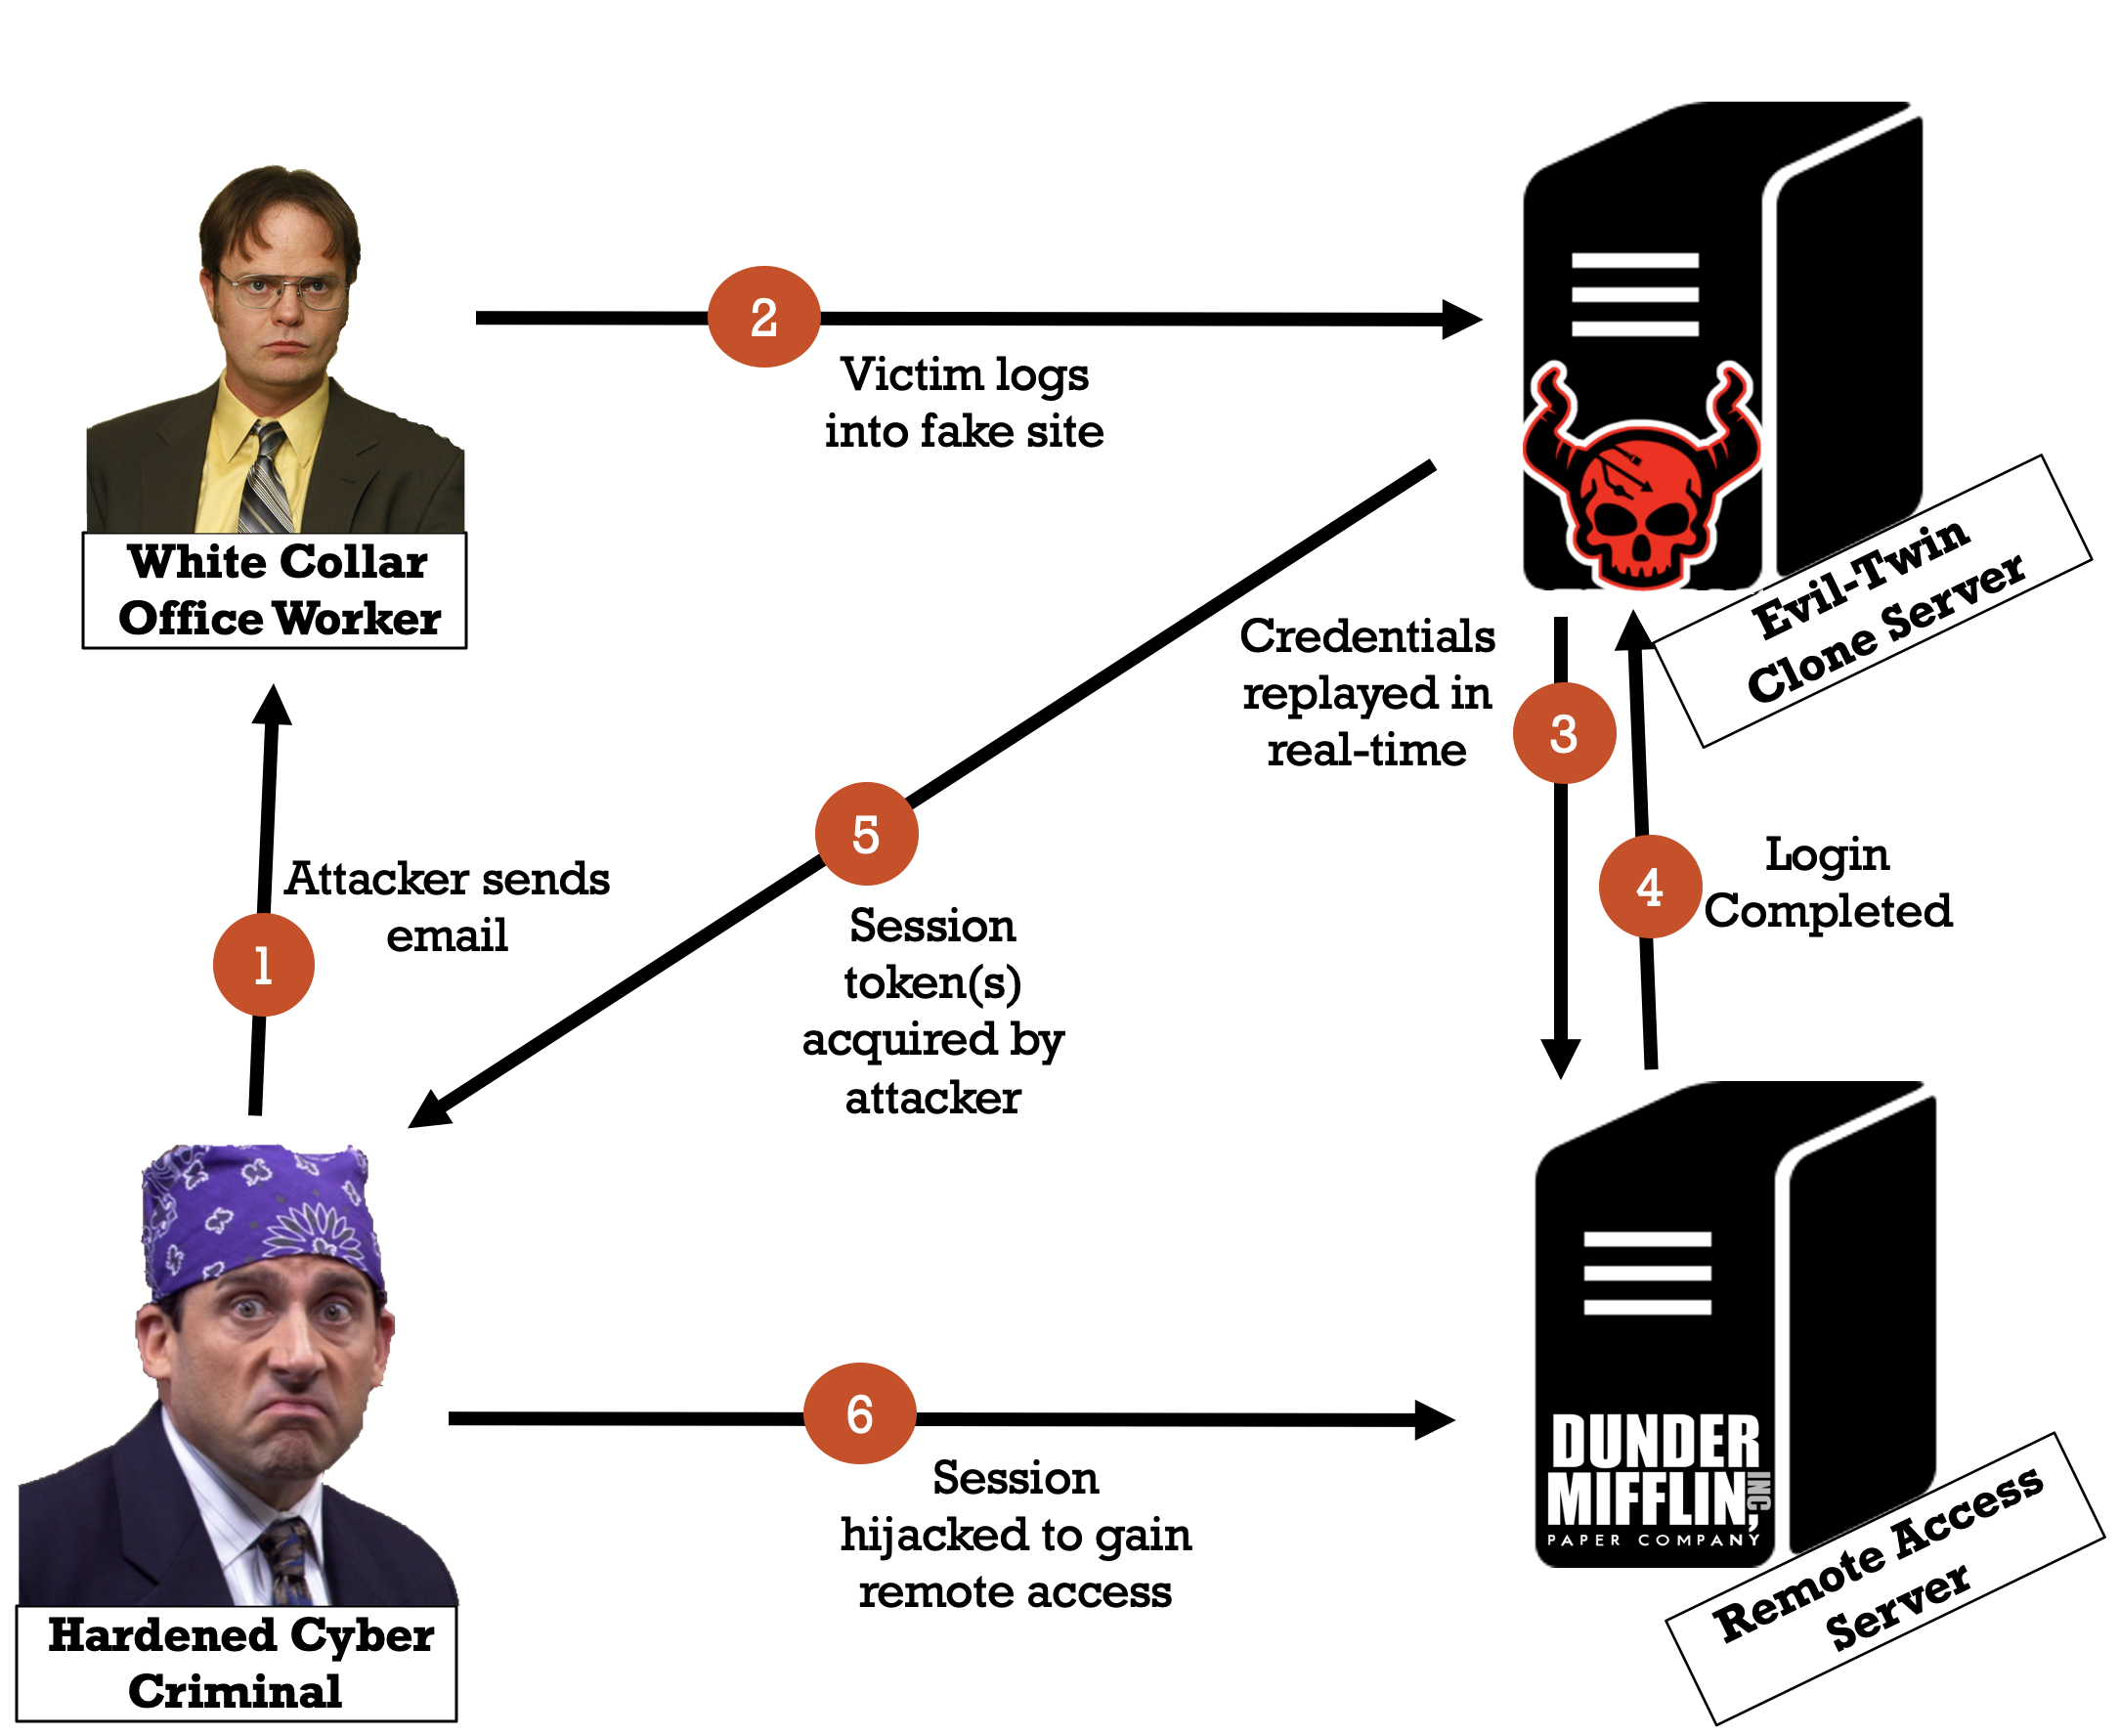 2
Victim logs
into fake site
White Collar
Office Worker
Evil-Twin
Clone Server
Credentials
replayed in
real-time
3
4
Login
Completed
5
Session
token(s)
acquired by
attacker
Attacker sends
email
1
6
Session
hijacked to gain
remote access
DUNDER
MIFFLIN, INC
PAPER COMPANY
Remote Access
Server
Hardened Cyber
Criminal